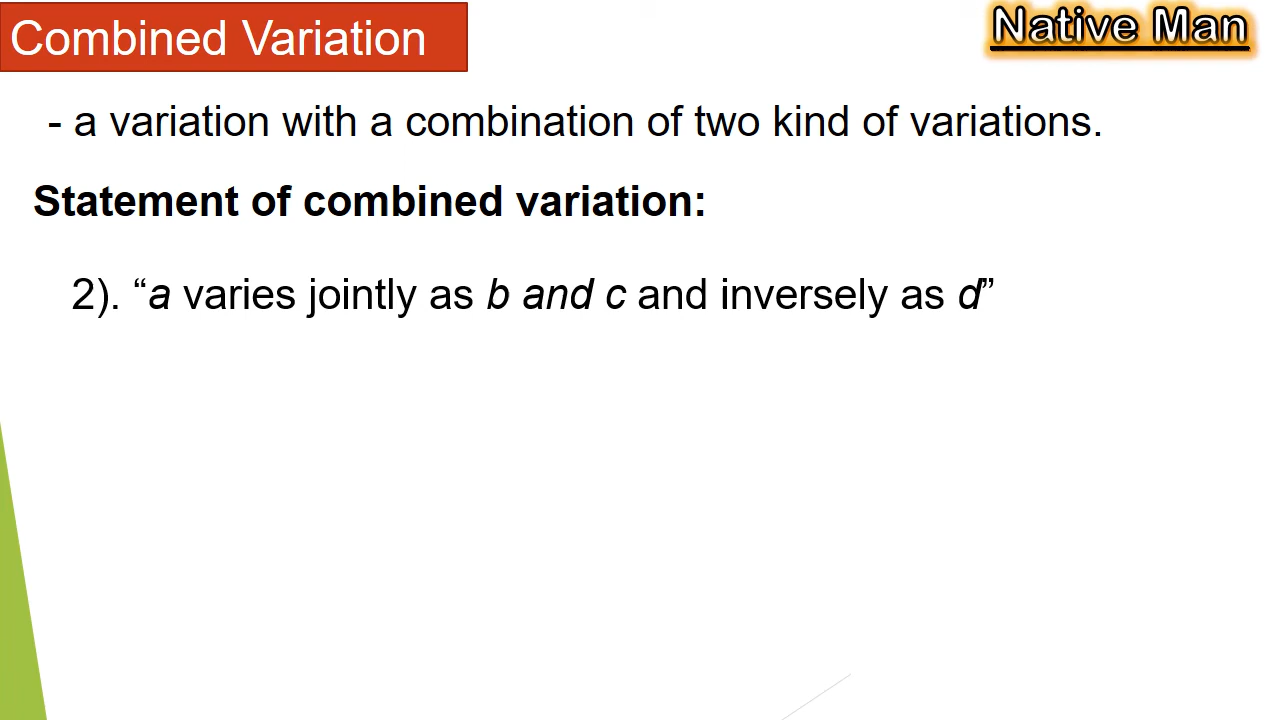 Combined Variation
Native Man
- a variation with a combination of two kind of variations.
Statement of combined variation:
2). “a varies jointly as b and c and inversely as d”